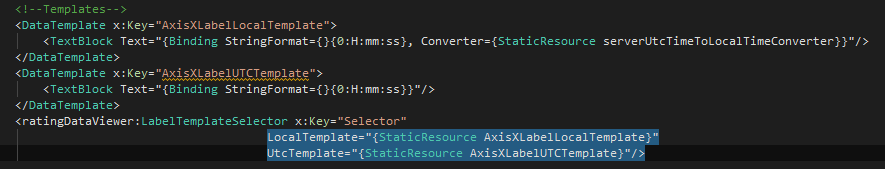 <!--Templates-->
<DataTemplate x:Key="AxisXLabelLocalTemplate">
<TextBlock Text="{Binding StringFormat={}{0:H:mm:ss}, Converter={StaticResource serverUtcTimeToLocalTimeConverter}}"/>
</DataTemplate>
<DataTemplate x:Key="AxisXLabelUTCTemplate">
<TextBlock Text="{Binding StringFormat={}{0:H:mm:ss}}"/>
</DataTemplate>
<ratingDataViewer:LabelTemplateSelector x:Key="Selector"
LocalTemplate="{StaticResource AxisXLabelLocalTemplate}"
UtcTemplate="{StaticResource AxisXLabelUTCTemplate}"/>